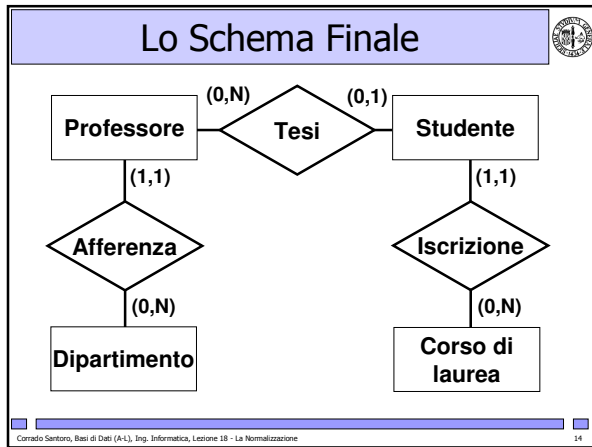 Lo Schema Finale
(0,N)
(0,1)
Professore
Tesi
Studente
(1,1)
(1,1)
Afferenza
Iscrizione
(0,N)
(0,N)
Dipartimento
Corso di
laurea
Corrado Santoro, Basi di Dati (A-L), Ing. Informatica, Lezione 18 - La Normalizzazione
14